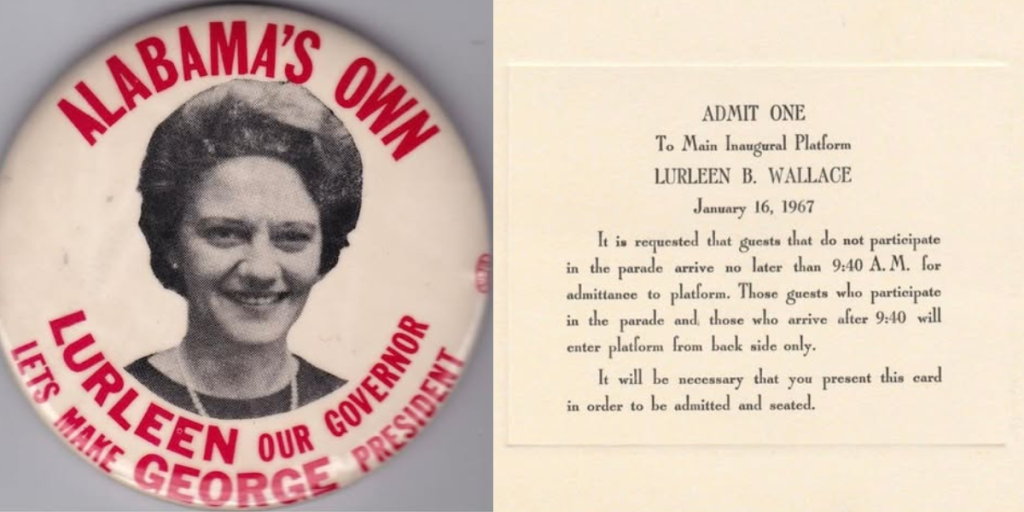 ALABAMA'S OWN
LURLEEN OUR GOVERNOR
LETS MAKE GEORGE PRESIDENT
ADMIT ONE
To Main Inaugural Platform
LURLEEN B. WALLACE
January 16, 1967
It is requested that guests that do not participate
in the parade arrive no later than 9:40 A.M. for
admittance to platform. Those guests who participate
in the parade and those who arrive after 9:40 will
enter platform from back side only.
It will be necessary that you present this card
in order to be admitted and seated.